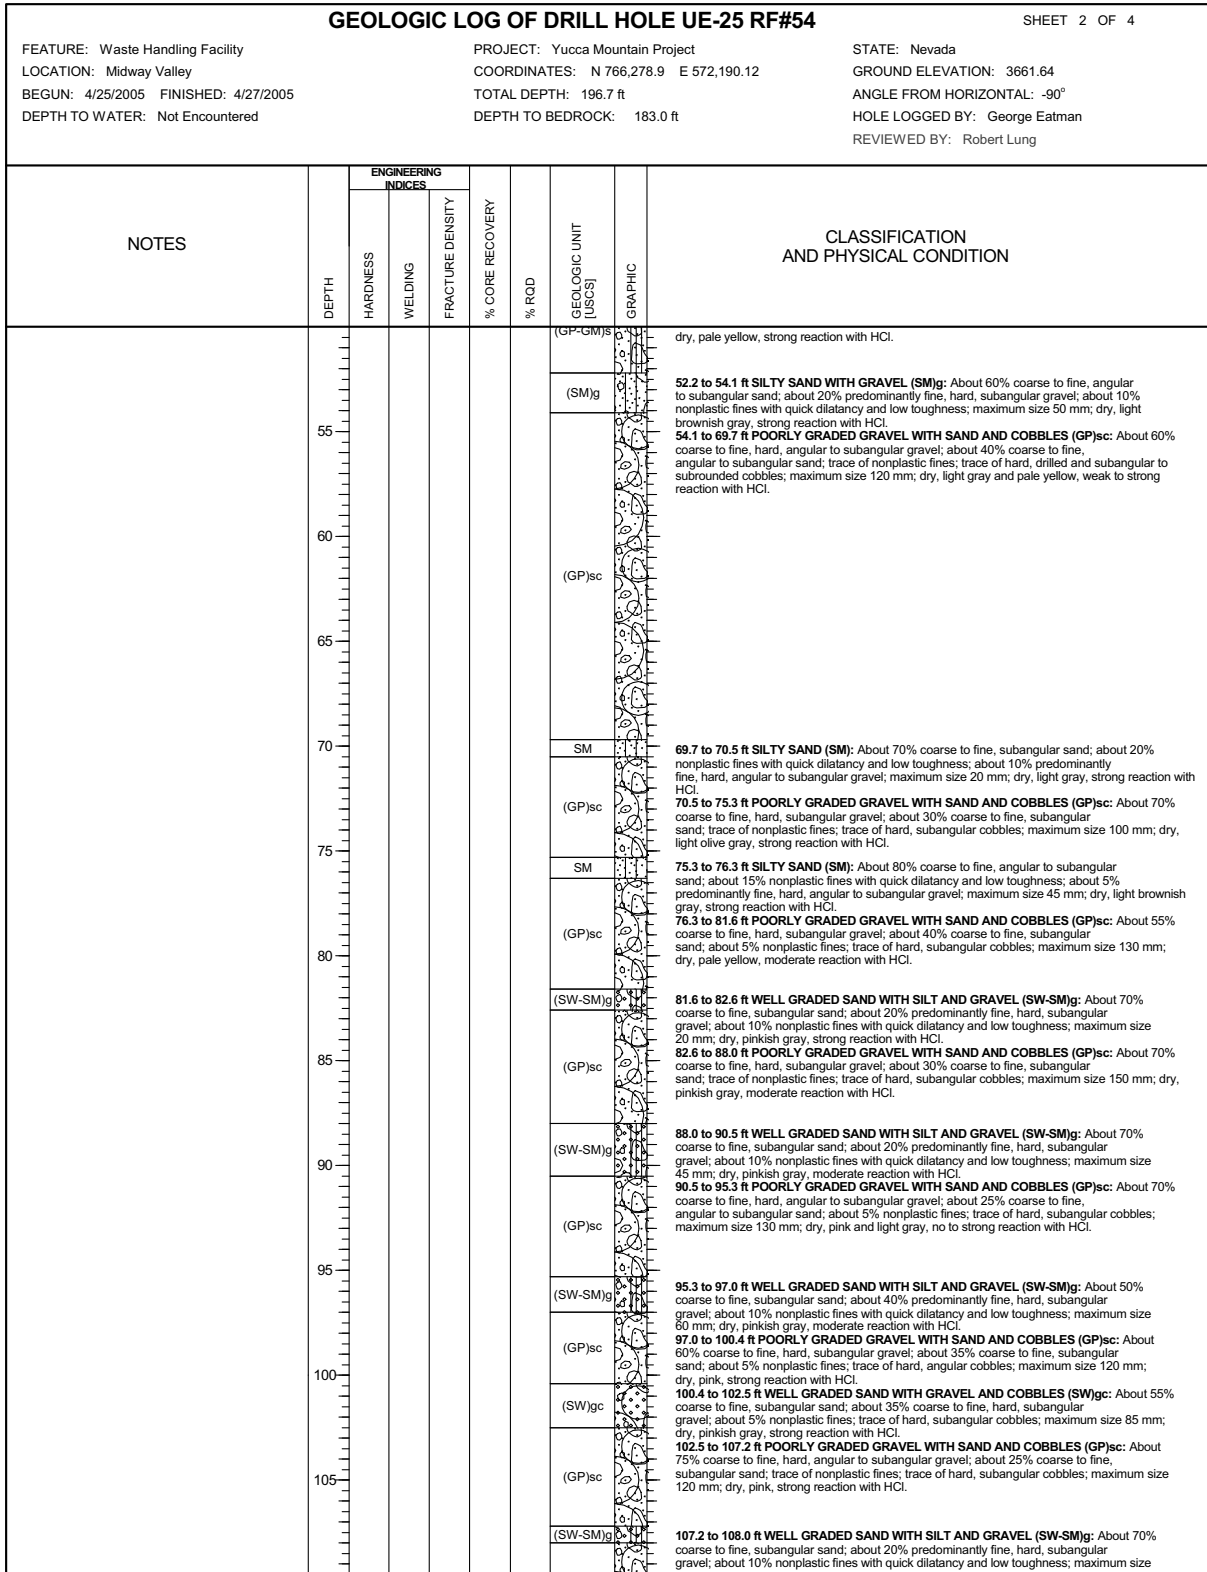 GEOLOGIC LOG OF DRILL HOLE UE-25 RF#54
SHEET 2 OF 4
FEATURE: Waste Handling Facility
PROJECT: Yucca Mountain Project
STATE: Nevada
LOCATION: Midway Valley
COORDINATES: N 766,278.9 E 572,190.12
GROUND ELEVATION: 3661.64
BEGUN: 4/25/2005 FINISHED: 4/27/2005
TOTAL DEPTH: 196.7 ft
ANGLE FROM HORIZONTAL: -90°
DEPTH TO WATER: Not Encountered
DEPTH TO BEDROCK: 183.0 ft
HOLE LOGGED BY: George Eatman
REVIEWED BY: Robert Lung
NOTES
DEPTH
ENGINEERING
INDICES
HARDNESS
WELDING
FRACTURE DENSITY
% CORE RECOVERY
% RQD
GEOLOGIC UNIT
[USCS]
GRAPHIC
CLASSIFICATION
AND PHYSICAL CONDITION
(GP-GM)s
dry, pale yellow, strong reaction with HCl.
(SM)g
52.2 to 54.1 ft SILTY SAND WITH GRAVEL (SM)g: About 60% coarse to fine, angular
to subangular sand; about 20% predominantly fine, hard, subangular gravel; about 10%
nonplastic fines with quick dilatancy and low toughness; maximum size 50 mm; dry, light
brownish gray, strong reaction with HCl.
55
54.1 to 69.7 ft POORLY GRADED GRAVEL WITH SAND AND COBBLES (GP)sc: About 60%
coarse to fine, hard, angular to subangular gravel; about 40% coarse to fine,
angular to subangular sand; trace of nonplastic fines; trace of hard, drilled and subangular to
subrounded cobbles; maximum size 120 mm; dry, light gray and pale yellow, weak to strong
reaction with HCl.
60
(GP)sc
65
70
SM
69.7 to 70.5 ft SILTY SAND (SM): About 70% coarse to fine, subangular sand; about 20%
nonplastic fines with quick dilatancy and low toughness; about 10% predominantly
fine, hard, angular to subangular gravel; maximum size 20 mm; dry, light gray, strong reaction with
HCl.
(GP)sc
70.5 to 75.3 ft POORLY GRADED GRAVEL WITH SAND AND COBBLES (GP)sc: About 70%
coarse to fine, hard, subangular gravel; about 30% coarse to fine, subangular
sand; trace of nonplastic fines; trace of hard, subangular cobbles; maximum size 100 mm; dry,
light olive gray, strong reaction with HCl.
75
SM
75.3 to 76.3 ft SILTY SAND (SM): About 80% coarse to fine, angular to subangular
sand; about 15% nonplastic fines with quick dilatancy and low toughness; about 5%
predominantly fine, hard, angular to subangular gravel; maximum size 45 mm; dry, light brownish
gray, strong reaction with HCl.
(GP)sc
76.3 to 81.6 ft POORLY GRADED GRAVEL WITH SAND AND COBBLES (GP)sc: About 55%
coarse to fine, hard, subangular gravel; about 40% coarse to fine, subangular
sand; about 5% nonplastic fines; trace of hard, subangular cobbles; maximum size 130 mm;
dry, pale yellow, moderate reaction with HCl.
80
(SW-SM)g
81.6 to 82.6 ft WELL GRADED SAND WITH SILT AND GRAVEL (SW-SM)g: About 70%
coarse to fine, subangular sand; about 20% predominantly fine, hard, subangular
gravel; about 10% nonplastic fines with quick dilatancy and low toughness; maximum size
20 mm; dry, pinkish gray, strong reaction with HCl.
85
(GP)sc
82.6 to 88.0 ft POORLY GRADED GRAVEL WITH SAND AND COBBLES (GP)sc: About 70%
coarse to fine, hard, subangular gravel; about 30% coarse to fine, subangular
sand; trace of nonplastic fines; trace of hard, subangular cobbles; maximum size 150 mm; dry,
pinkish gray, moderate reaction with HCl.
(SW-SM)g
88.0 to 90.5 ft WELL GRADED SAND WITH SILT AND GRAVEL (SW-SM)g: About 70%
coarse to fine, subangular sand; about 20% predominantly fine, hard, subangular
gravel; about 10% nonplastic fines with quick dilatancy and low toughness; maximum size
45 mm; dry, pinkish gray, moderate reaction with HCl.
90
(GP)sc
90.5 to 95.3 ft POORLY GRADED GRAVEL WITH SAND AND COBBLES (GP)sc: About 70%
coarse to fine, hard, angular to subangular gravel; about 25% coarse to fine,
angular to subangular sand; about 5% nonplastic fines; trace of hard, subangular cobbles;
maximum size 130 mm; dry, pink and light gray, no to strong reaction with HCl.
95
(SW-SM)g
95.3 to 97.0 ft WELL GRADED SAND WITH SILT AND GRAVEL (SW-SM)g: About 50%
coarse to fine, subangular sand; about 40% predominantly fine, hard, subangular
gravel; about 10% nonplastic fines with quick dilatancy and low toughness; maximum size
60 mm; dry, pinkish gray, moderate reaction with HCl.
(GP)sc
97.0 to 100.4 ft POORLY GRADED GRAVEL WITH SAND AND COBBLES (GP)sc: About
60% coarse to fine, hard, subangular gravel; about 35% coarse to fine, subangular
sand; about 5% nonplastic fines; trace of hard, angular cobbles; maximum size 120 mm;
dry, pink, strong reaction with HCl.
100
(SW)gc
100.4 to 102.5 ft WELL GRADED SAND WITH GRAVEL AND COBBLES (SW)gc: About 55%
coarse to fine, subangular sand; about 35% coarse to fine, hard, subangular
gravel; about 5% nonplastic fines; trace of hard, subangular cobbles; maximum size 85 mm;
dry, pinkish gray, strong reaction with HCl.
(GP)sc
102.5 to 107.2 ft POORLY GRADED GRAVEL WITH SAND AND COBBLES (GP)sc: About
75% coarse to fine, hard, angular to subangular gravel; about 25% coarse to fine,
subangular sand; trace of nonplastic fines; trace of hard, subangular cobbles; maximum size
120 mm; dry, pink, strong reaction with HCl.
105
(SW-SM)g
107.2 to 108.0 ft WELL GRADED SAND WITH SILT AND GRAVEL (SW-SM)g: About 70%
coarse to fine, subangular sand; about 20% predominantly fine, hard, subangular
gravel; about 10% nonplastic fines with quick dilatancy and low toughness; maximum size